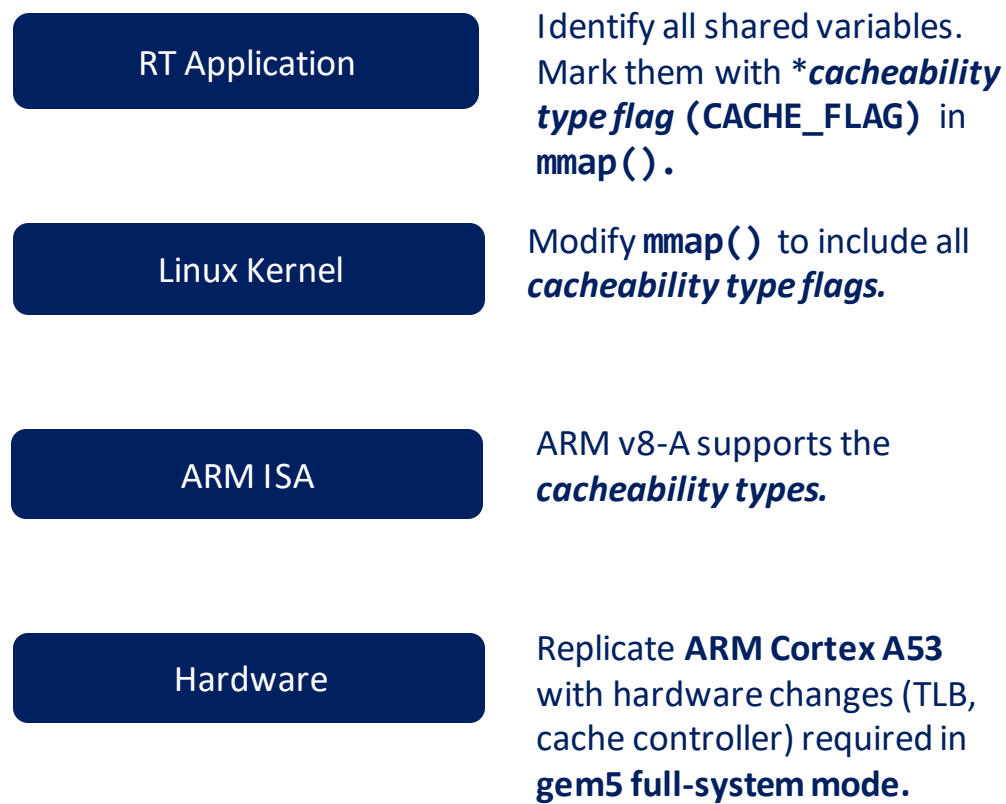 RT Application
Identify all shared variables.
Mark them with *cacheability
type flag (CACHE_FLAG) in
mmap().
Linux Kernel
Modify mmap() to include all
cacheability type flags.
ARM ISA
ARM v8-A supports the
cacheability types.
Hardware
Replicate ARM Cortex A53
with hardware changes (TLB,
cache controller) required in
gem5 full-system mode.